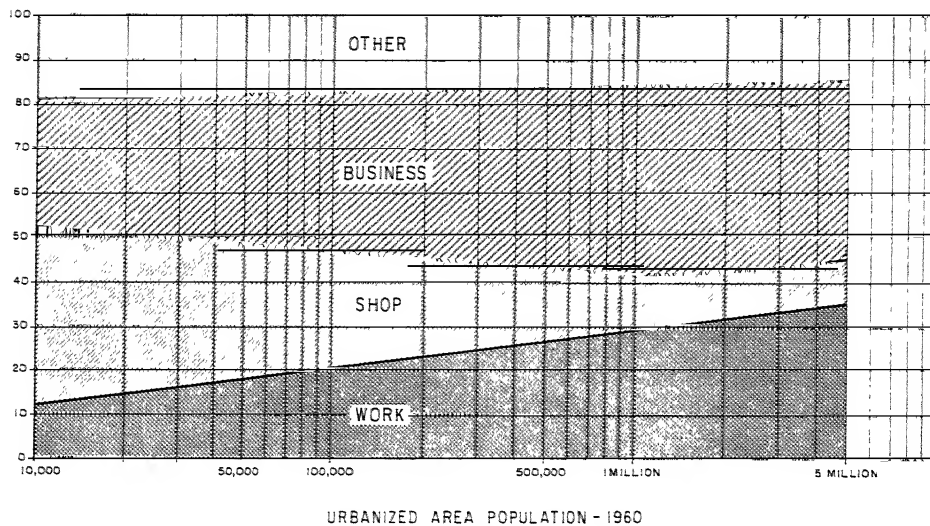 100
90
80
70
60
50
40
30
20
10
0
OTHER
BUSINESS
SHOP
WORK
10,000
50,000
100,000
500,000
1 MILLION
5 MILLION
URBANIZED AREA POPULATION - 1960